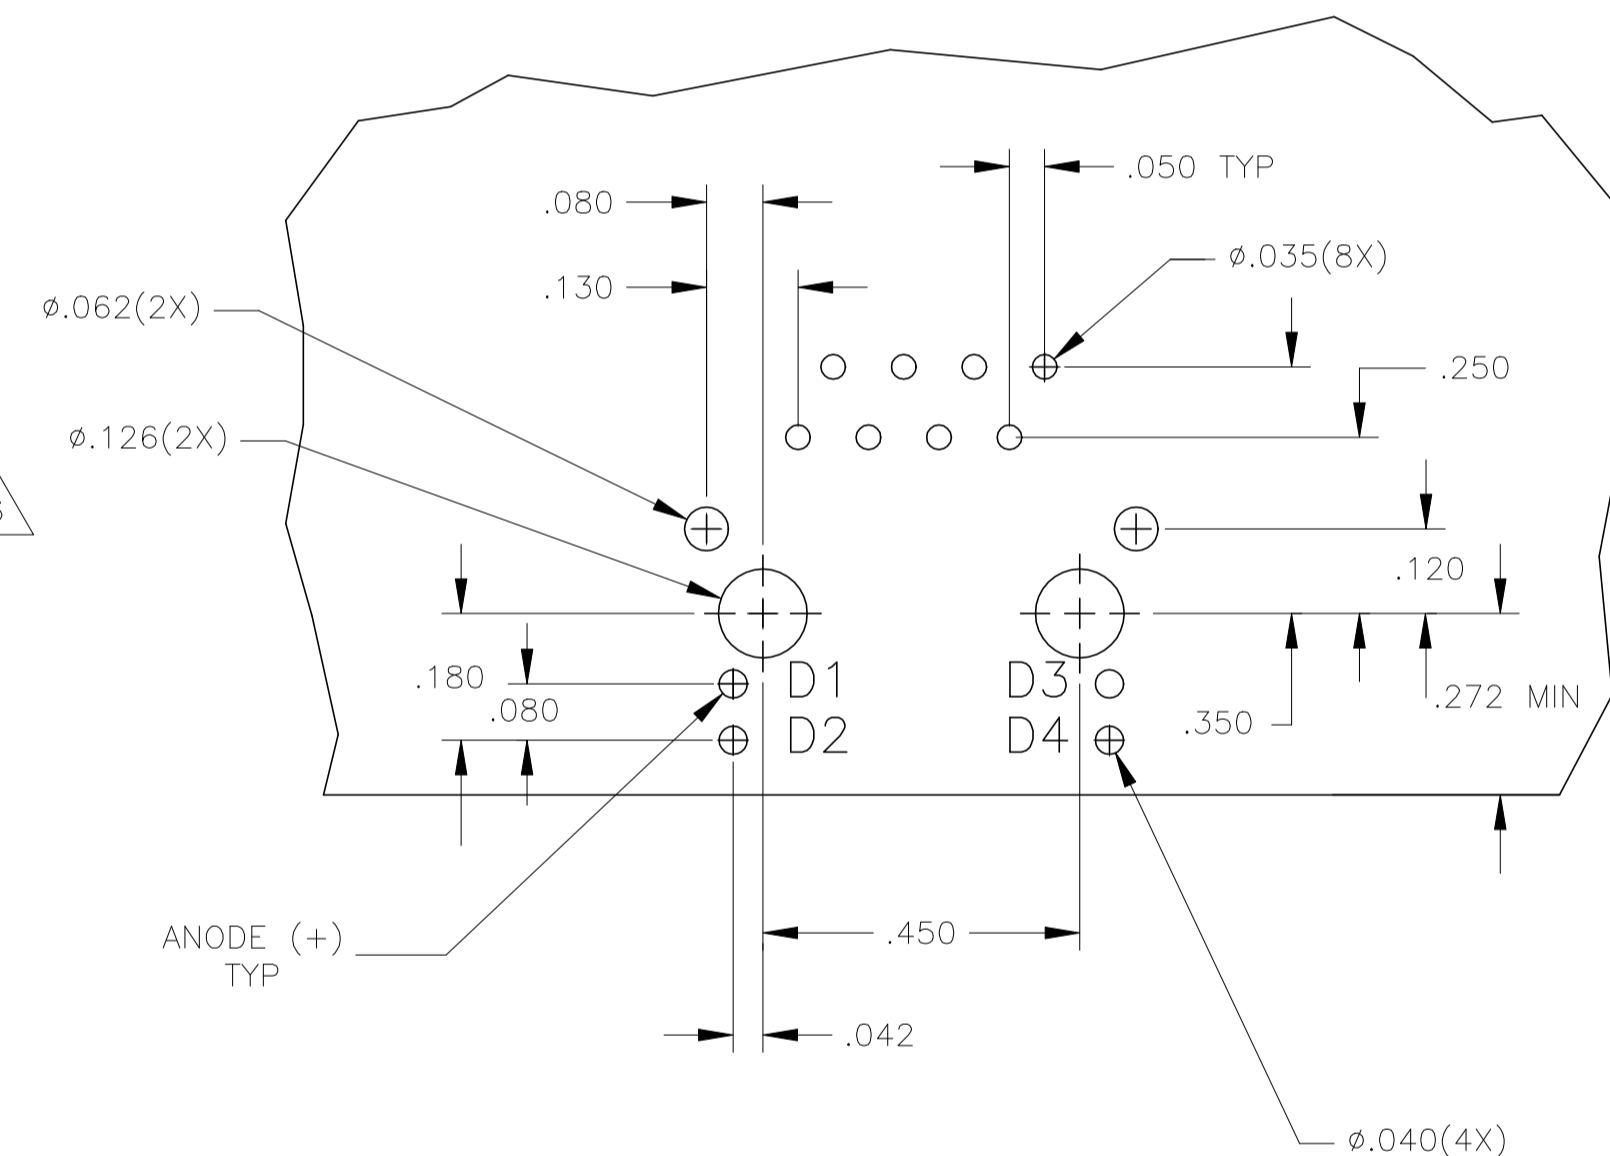 .050 TYP
.080
⌀.035(8X)
.130
⌀.062(2X)
.250
⌀.126(2X)
.120
.180
D1
D3
.272 MIN
.080
.350
D2
D4
.450
ANODE (+)
TYP
.042
⌀.040(4X)